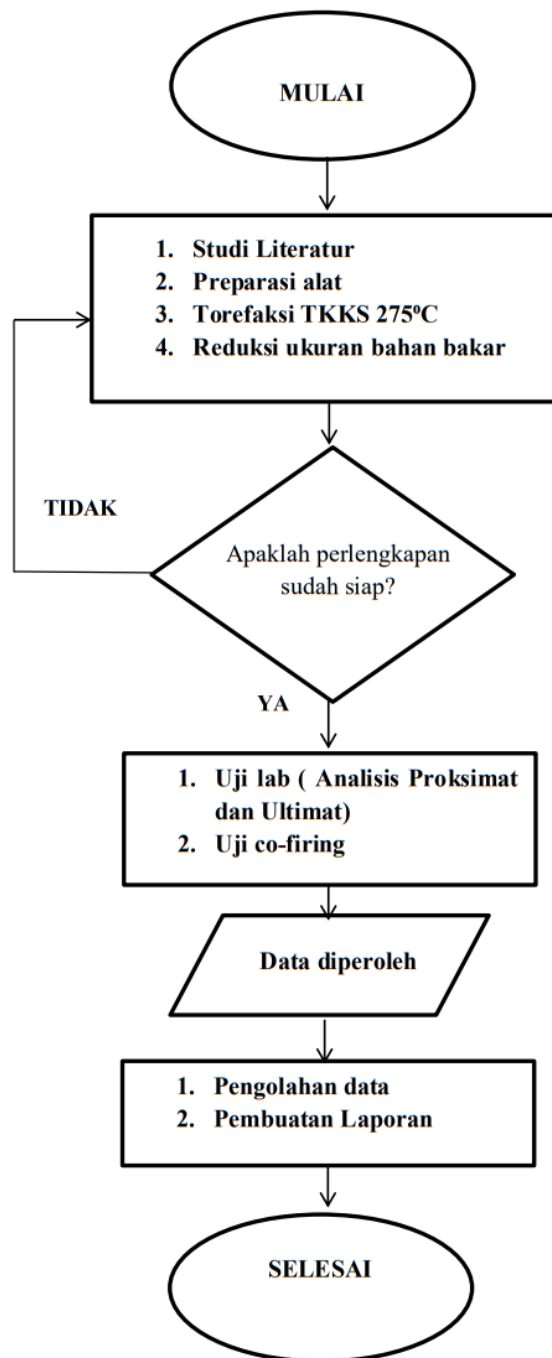 MULAI
1. Studi Literatur
2. Preparasi alat
3. Torefaksi TKKS 275⁰C
4. Reduksi ukuran bahan bakar
TIDAK
Apaklah perlengkapan
sudah siap?
YA
1. Uji lab ( Analisis Proksimat
dan Ultimat)
2. Uji co-firing
Data diperoleh
1. Pengolahan data
2. Pembuatan Laporan
SELESAI